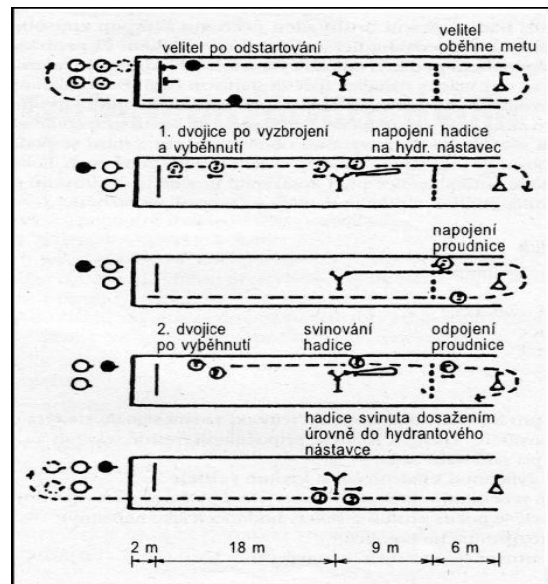 velitel po odstartování
velitel
oběhne metu
1. dvojice po vyzbrojení
vyběhnutí
napojení hadice
na hydr. nástavec
napojení
proudnice
2. dvojice
po vyběhnutí
svinování
hadice
odpojení
proudnice
hadice svinuta dosažením
úrovně do hydrantového
nástavce
2 m
18 m
9 m
6 m